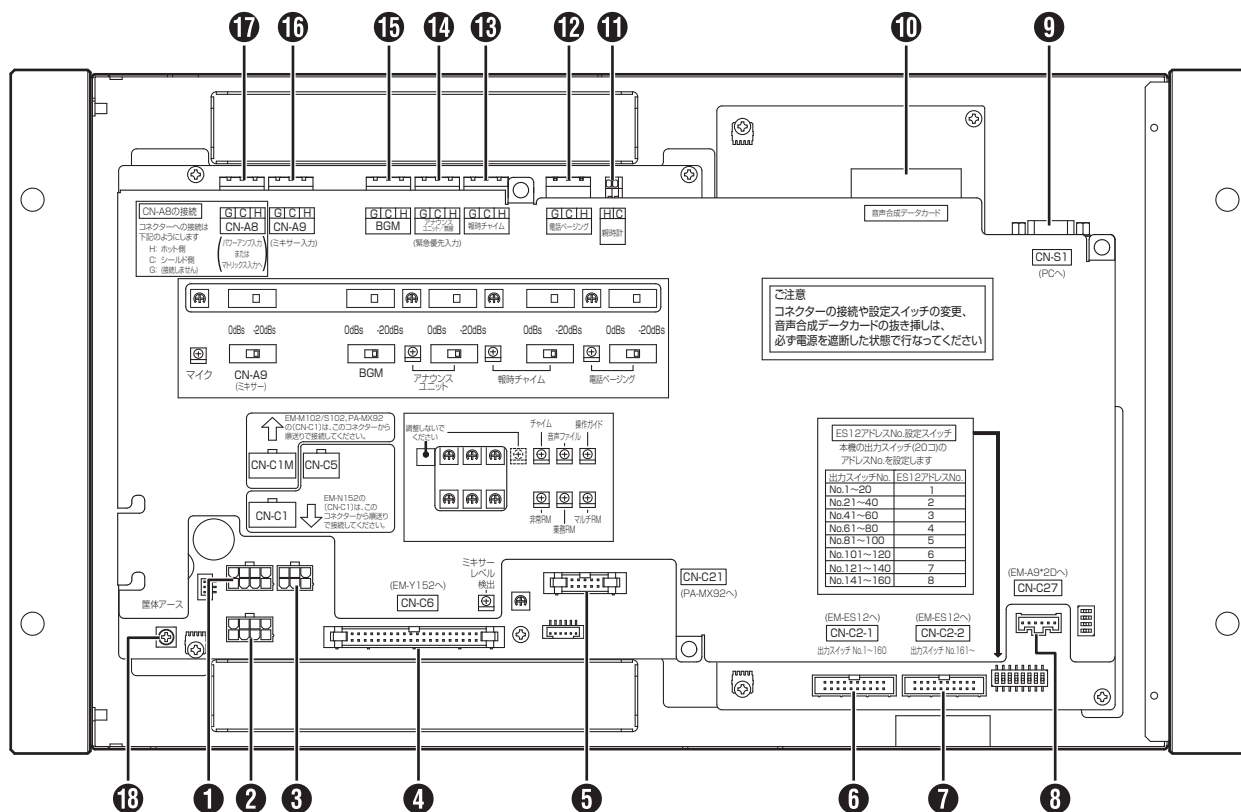 ⑰ ⑯ ⑮ ⑭ ⑬ ⑫ ⑪ ⑩ ⑨
CN-A8の接続
コネクターへの接続は
下記のようにします
H: ホット側
C: シールド側
G: (接続しません)
G C H
CN-A8
(パワーアンプ入力
または
マトリックス入力へ)
G C H
CN-A9
(ミキサー入力)
G C H
BGM
G C H
アナウンス
ユニット/無線
(緊急優先入力)
G C H
報時チャイム
G C H
電話ページング
H C
親時計
音声合成データカード
CN-S1
(PCへ)
ご注意
コネクターの接続や設定スイッチの変更、
音声合成データカードの抜き挿しは、
必ず電源を遮断した状態で行なってください
0dBs -20dBs
0dBs -20dBs
0dBs -20dBs
0dBs -20dBs
0dBs -20dBs
マイク
CN-A9
(ミキサー)
BGM
アナウンス
ユニット
報時チャイム
電話ページング
EM-M102/S102, PA-MX92
の(CN-C1)は、このコネクターから
順送りで接続してください。
CN-C1M
CN-C5
CN-C1
EM-N152の
(CN-C1)は、この
コネクターから順送り
で接続してください。
調整しないで
ください
チャイム
音声ファイル
操作ガイド
非常RM
業務RM
マルチRM
ES12アドレスNo.設定スイッチ
本機の出力スイッチ(20コ)の
アドレスNo.を設定します
出力スイッチNo. ES12アドレスNo.
No.1~20 1
No.21~40 2
No.41~60 3
No.61~80 4
No.81~100 5
No.101~120 6
No.121~140 7
No.141~160 8
筐体アース
(EM-Y152へ)
CN-C6
ミキサー
レベル
検出
CN-C21
(PA-MX92へ)
(EM-ES12へ)
CN-C2-1
出力スイッチ No.1~160
(EM-ES12へ)
CN-C2-2
出力スイッチ No.161~
(EM-A9*2Dへ)
CN-C27
⑱ ① ② ③ ④ ⑤ ⑥ ⑦ ⑧